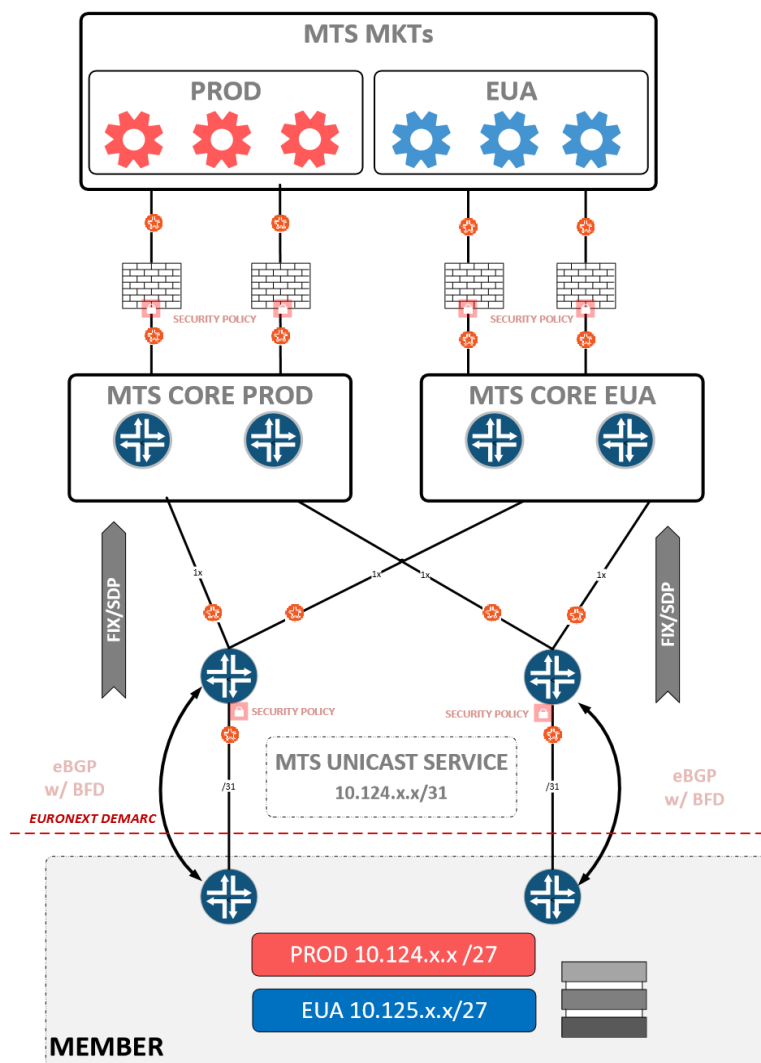 MTS MKTs
PROD
EUA
SECURITY POLICY
SECURITY POLICY
MTS CORE PROD
MTS CORE EUA
FIX/SDP
FIX/SDP
1x
1x
1x
1x
SECURITY POLICY
SECURITY POLICY
MTS UNICAST SERVICE
10.124.x.x/31
eBGP
w/ BFD
eBGP
w/ BFD
/31
/31
EURONEXT DEMARC
PROD 10.124.x.x /27
EUA 10.125.x.x/27
MEMBER